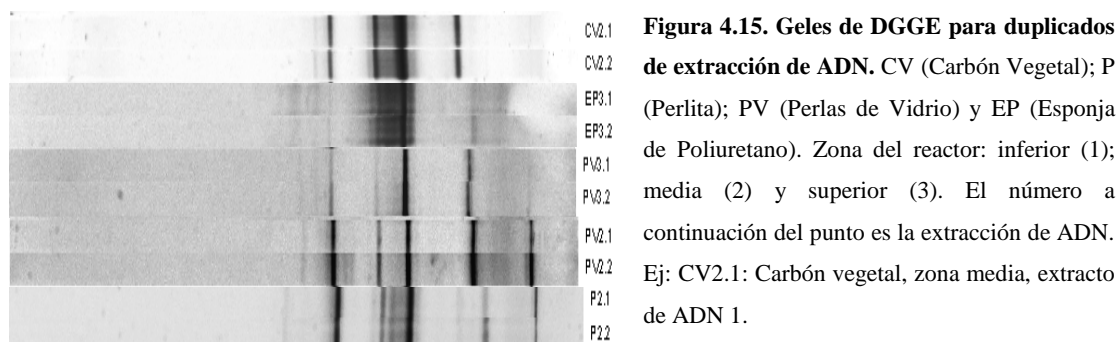 CV2.1
CV2.2
EP3.1
EP3.2
PV3.1
PV3.2
PV2.1
PV2.2
P2.1
P2.2
Figura 4.15. Geles de DGGE para duplicados
de extracción de ADN. CV (Carbón Vegetal); P
(Perlita); PV (Perlas de Vidrio) y EP (Esponja
de Poliuretano). Zona del reactor: inferior (1);
media (2) y superior (3). El número a
continuación del punto es la extracción de ADN.
Ej: CV2.1: Carbón vegetal, zona media, extracto
de ADN 1.